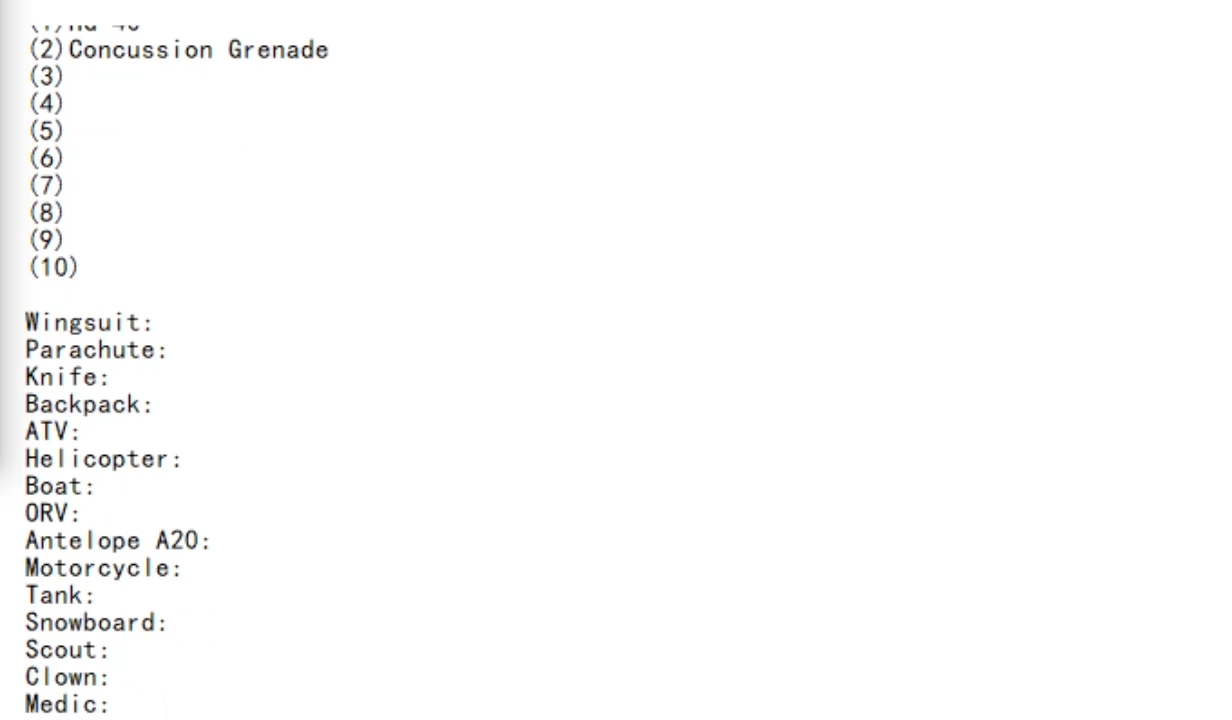 (2)Concussion Grenade
(3)
(4)
(5)
(6)
(7)
(8)
(9)
(10)
Wingsuit:
Parachute:
Knife:
Backpack:
ATV:
Helicopter:
Boat:
ORV:
Antelope A20:
Motorcycle:
Tank:
Snowboard:
Scout:
Clown:
Medic: